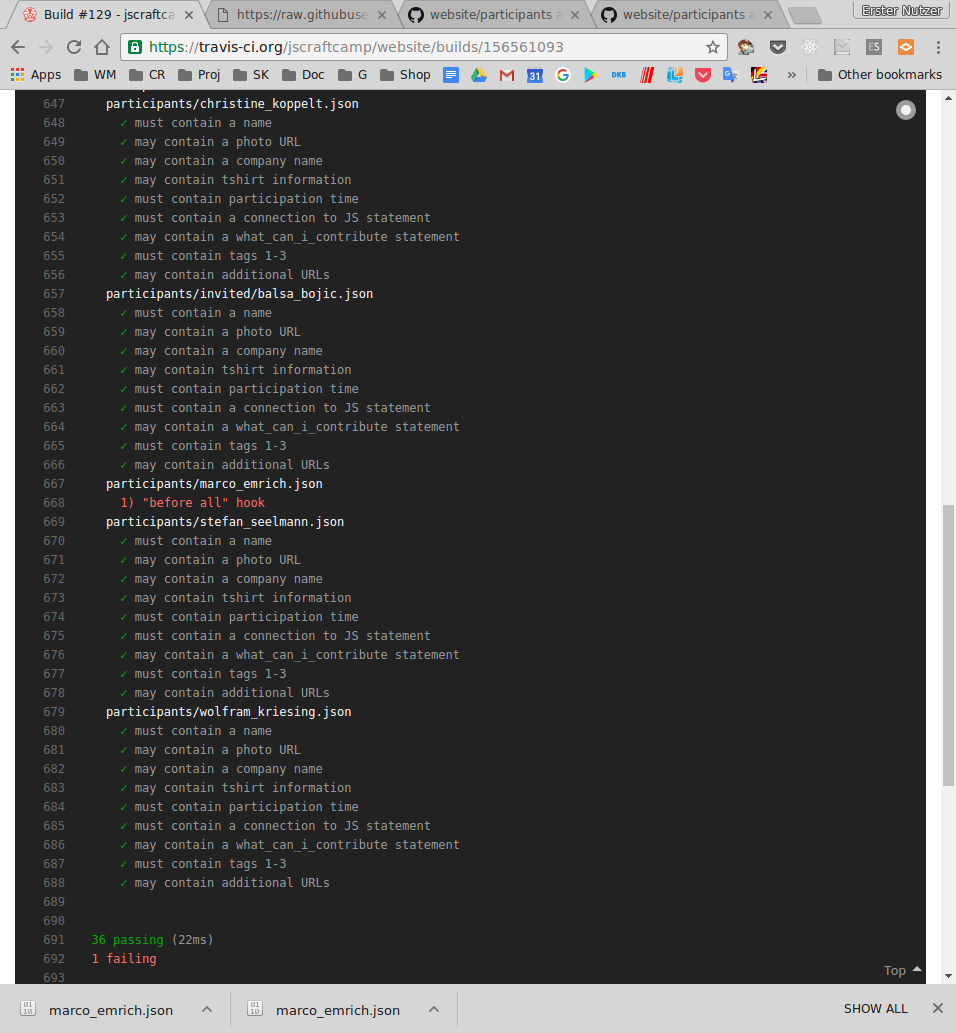 Build #129 - jscraftca
https://raw.githubuse
website/participants a
website/participants a
Erster Nutzer
https://travis-ci.org/jscraftcamp/website/builds/156561093
Apps WM CR Proj SK Doc G Shop 31 DKB » Other bookmarks
647 participants/christine_koppelt.json
648 ✓ must contain a name
649 ✓ may contain a photo URL
650 ✓ may contain a company name
651 ✓ may contain tshirt information
652 ✓ must contain participation time
653 ✓ must contain a connection to JS statement
654 ✓ may contain a what_can_i_contribute statement
655 ✓ must contain tags 1-3
656 ✓ may contain additional URLs
657 participants/invited/balsa_bojic.json
658 ✓ must contain a name
659 ✓ may contain a photo URL
660 ✓ may contain a company name
661 ✓ may contain tshirt information
662 ✓ must contain participation time
663 ✓ must contain a connection to JS statement
664 ✓ may contain a what_can_i_contribute statement
665 ✓ must contain tags 1-3
666 ✓ may contain additional URLs
667 participants/marco_emrich.json
668 1) "before all" hook
669 participants/stefan_seelmann.json
670 ✓ must contain a name
671 ✓ may contain a photo URL
672 ✓ may contain a company name
673 ✓ may contain tshirt information
674 ✓ must contain participation time
675 ✓ must contain a connection to JS statement
676 ✓ may contain a what_can_i_contribute statement
677 ✓ must contain tags 1-3
678 ✓ may contain additional URLs
679 participants/wolfram_kriesing.json
680 ✓ must contain a name
681 ✓ may contain a photo URL
682 ✓ may contain a company name
683 ✓ may contain tshirt information
684 ✓ must contain participation time
685 ✓ must contain a connection to JS statement
686 ✓ may contain a what_can_i_contribute statement
687 ✓ must contain tags 1-3
688 ✓ may contain additional URLs
689
690
691 36 passing (22ms)
692 1 failing
Top
693
marco_emrich.json
marco_emrich.json
SHOW ALL